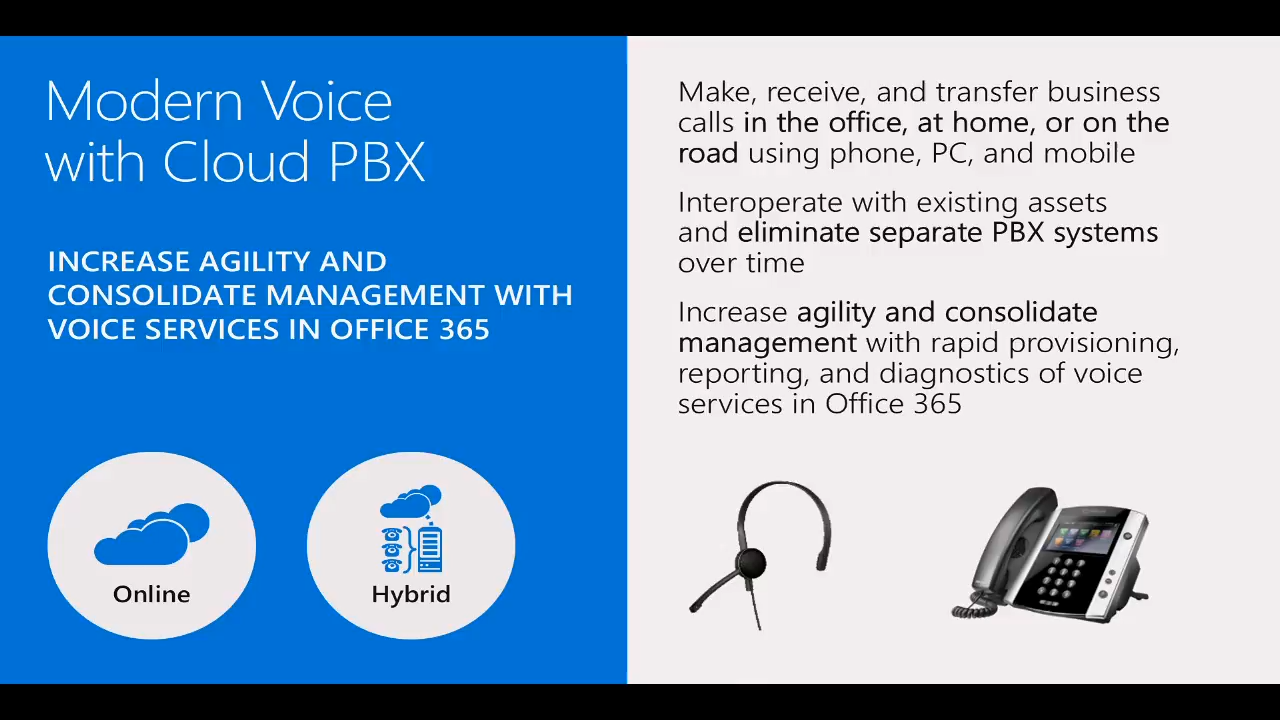 Modern Voice
with Cloud PBX
INCREASE AGILITY AND
CONSOLIDATE MANAGEMENT WITH
VOICE SERVICES IN OFFICE 365
Online
Hybrid
Make, receive, and transfer business
calls in the office, at home, or on the
road using phone, PC, and mobile
Interoperate with existing assets
and eliminate separate PBX systems
over time
Increase agility and consolidate
management with rapid provisioning,
reporting, and diagnostics of voice
services in Office 365